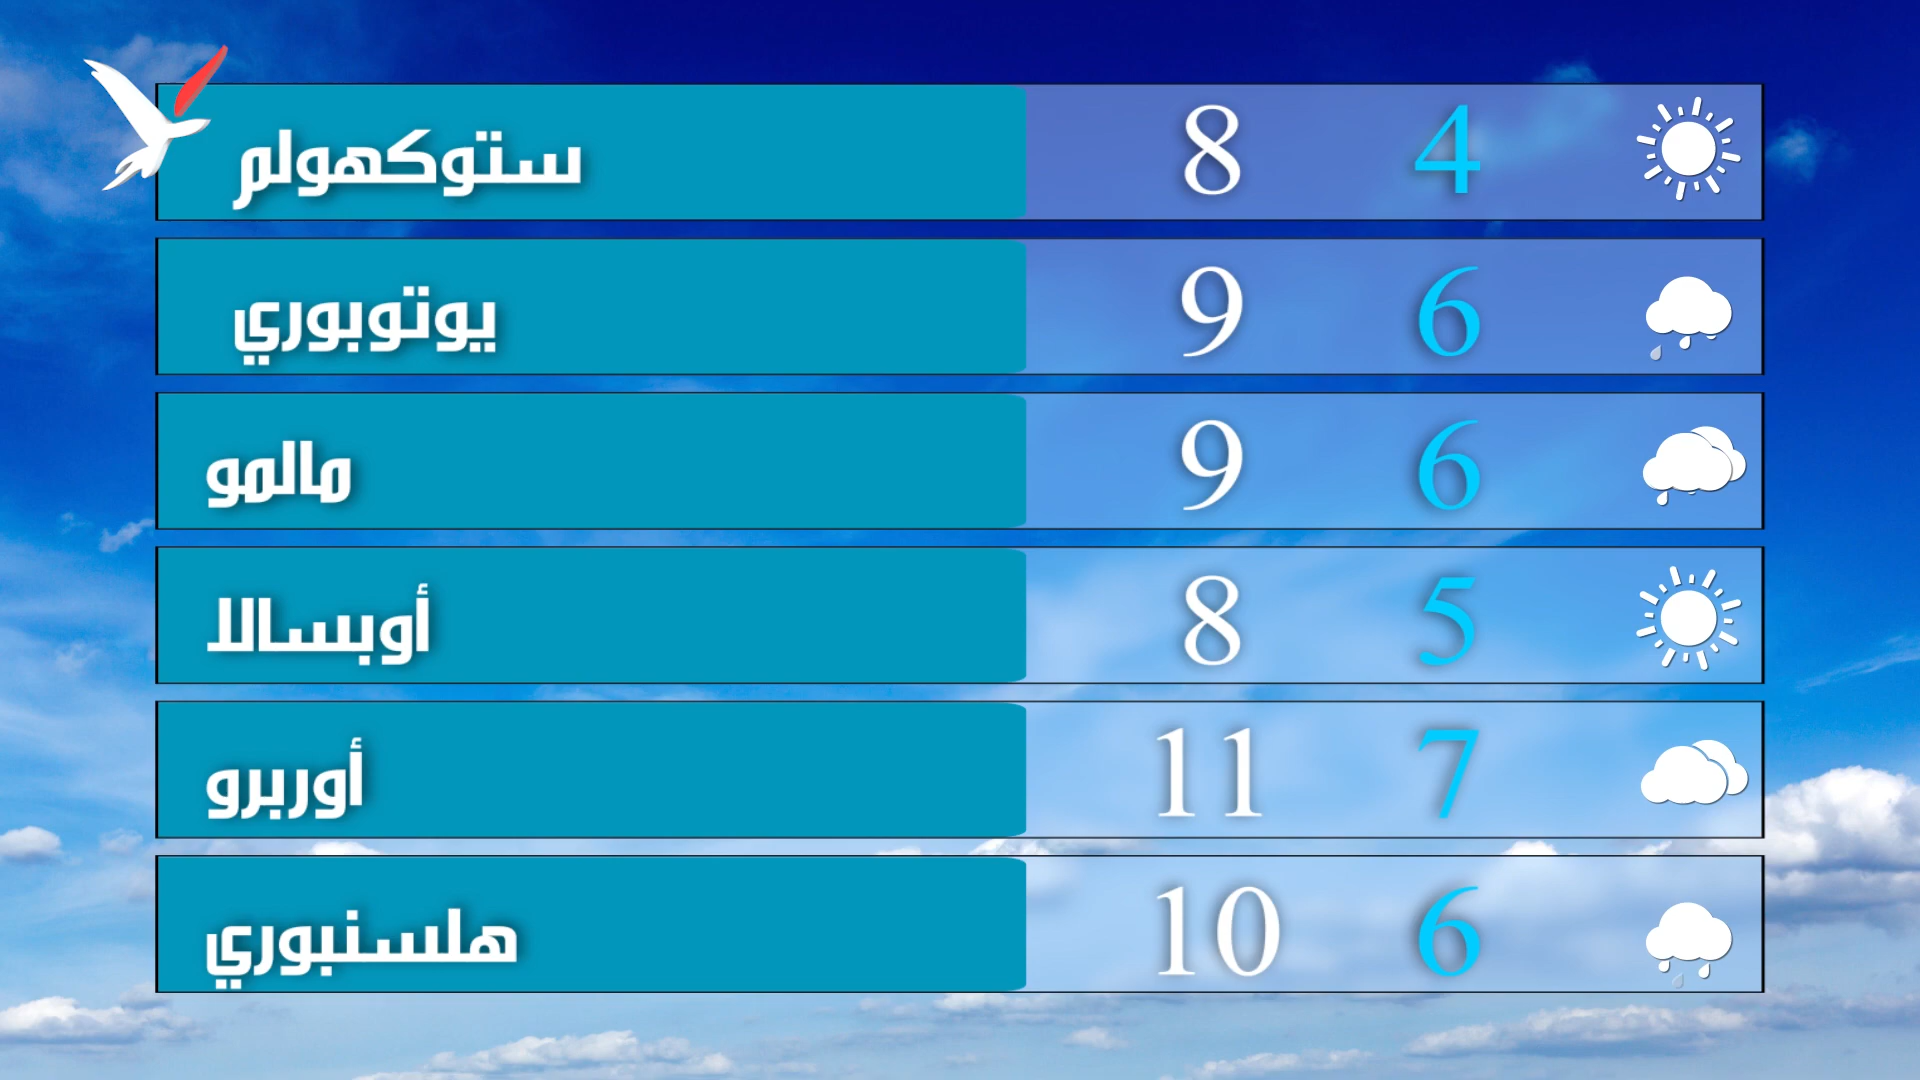 ستوكهولم 8 4
يوتوبوري 9 6
مالمو 9 6
أوبسالا 8 5
أوربرو 11 7
هلسنبوري 10 6